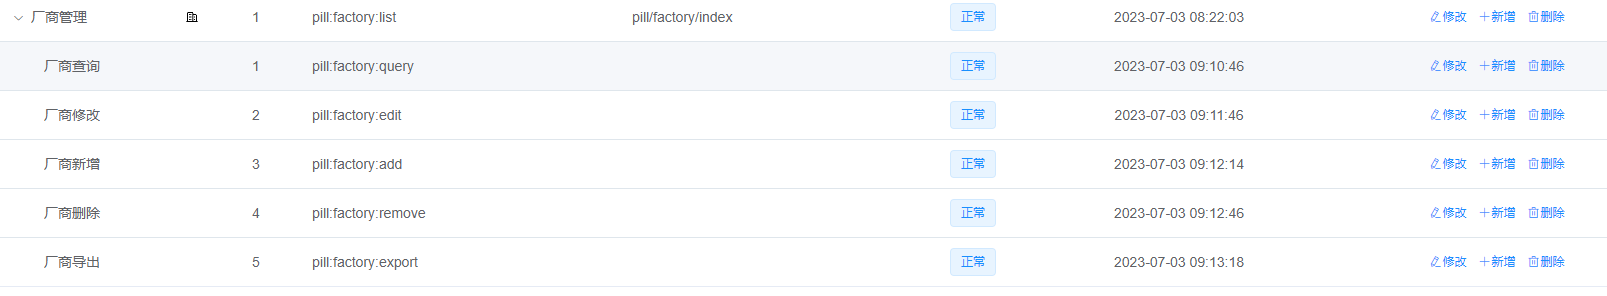 厂商管理 1 pill:factory:list pill/factory/index 正常 2023-07-03 08:22:03 修改 新增 删除
厂商查询 1 pill:factory:query 正常 2023-07-03 09:10:46 修改 新增 删除
厂商修改 2 pill:factory:edit 正常 2023-07-03 09:11:46 修改 新增 删除
厂商新增 3 pill:factory:add 正常 2023-07-03 09:12:14 修改 新增 删除
厂商删除 4 pill:factory:remove 正常 2023-07-03 09:12:46 修改 新增 删除
厂商导出 5 pill:factory:export 正常 2023-07-03 09:13:18 修改 新增 删除